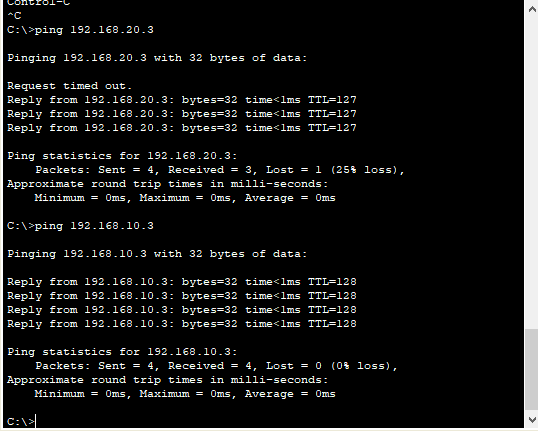 Control-C
^C
C:\>ping 192.168.20.3
Pinging 192.168.20.3 with 32 bytes of data:
Request timed out.
Reply from 192.168.20.3: bytes=32 time<1ms TTL=127
Reply from 192.168.20.3: bytes=32 time<1ms TTL=127
Reply from 192.168.20.3: bytes=32 time<1ms TTL=127
Ping statistics for 192.168.20.3:
Packets: Sent = 4, Received = 3, Lost = 1 (25% loss),
Approximate round trip times in milli-seconds:
Minimum = 0ms, Maximum = 0ms, Average = 0ms
C:\>ping 192.168.10.3
Pinging 192.168.10.3 with 32 bytes of data:
Reply from 192.168.10.3: bytes=32 time<1ms TTL=128
Reply from 192.168.10.3: bytes=32 time<1ms TTL=128
Reply from 192.168.10.3: bytes=32 time<1ms TTL=128
Reply from 192.168.10.3: bytes=32 time<1ms TTL=128
Ping statistics for 192.168.10.3:
Packets: Sent = 4, Received = 4, Lost = 0 (0% loss),
Approximate round trip times in milli-seconds:
Minimum = 0ms, Maximum = 0ms, Average = 0ms
C:\>